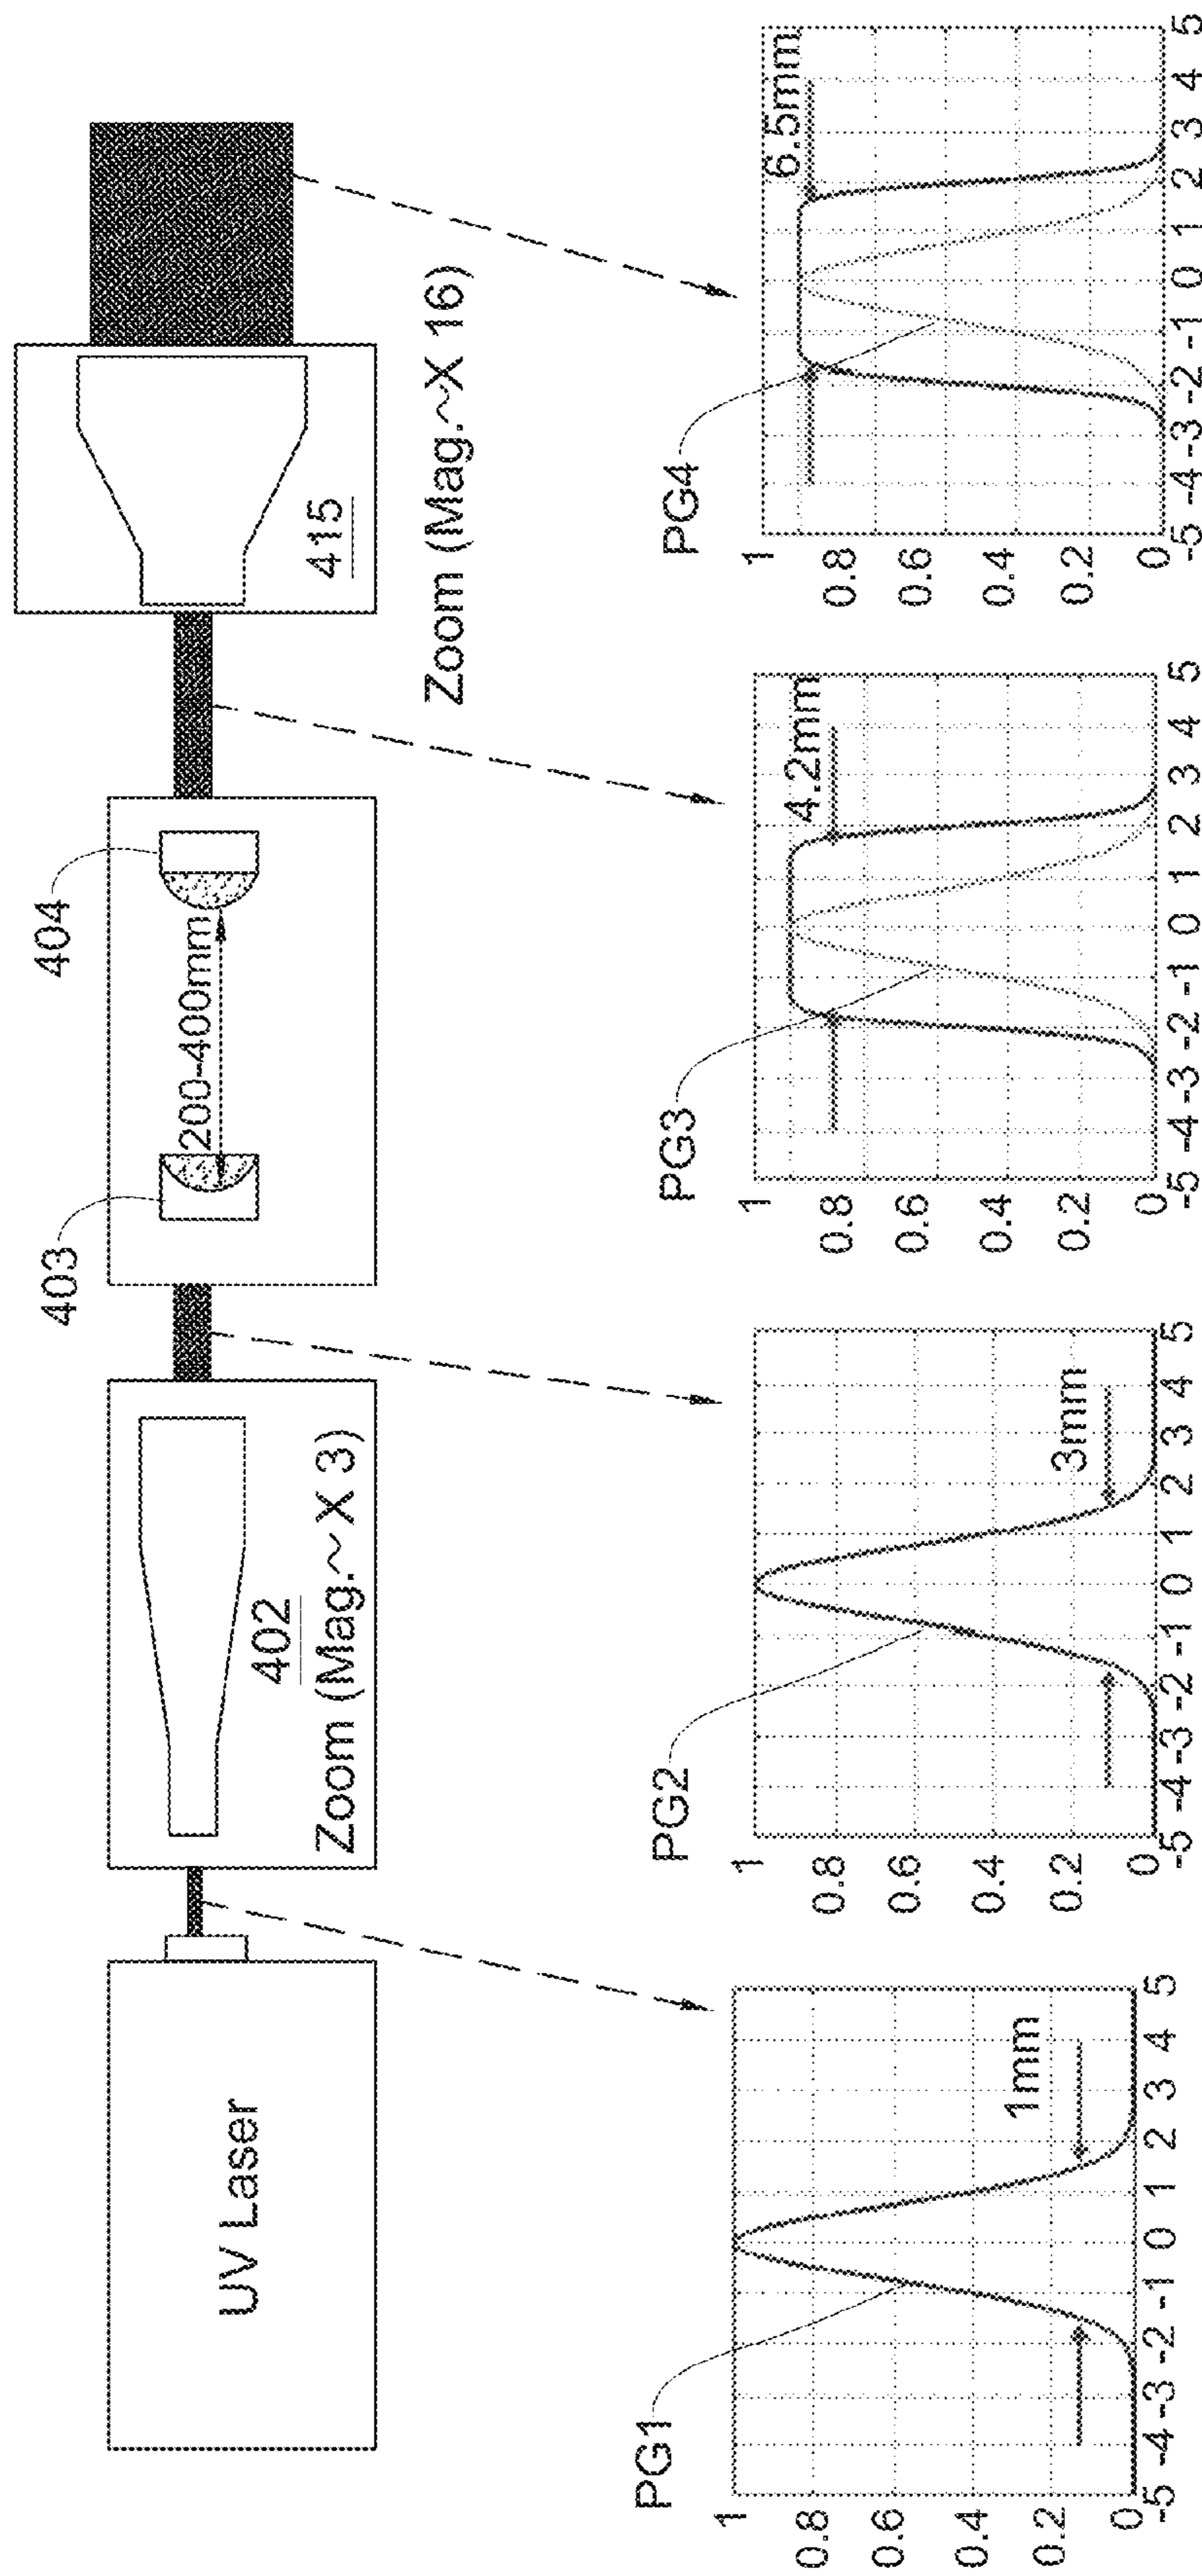 UV Laser
402
Zoom (Mag.~X 3)
403
200-400mm
404
415
Zoom (Mag.~X 16)
PG1
1mm
1
0.8
0.6
0.4
0.2
0
-5 -4 -3 -2 -1 0 1 2 3 4 5
PG2
3mm
1
0.8
0.6
0.4
0.2
0
-5 -4 -3 -2 -1 0 1 2 3 4 5
PG3
4.2mm
1
0.8
0.6
0.4
0.2
0
-5 -4 -3 -2 -1 0 1 2 3 4 5
PG4
6.5mm
1
0.8
0.6
0.4
0.2
0
-5 -4 -3 -2 -1 0 1 2 3 4 5